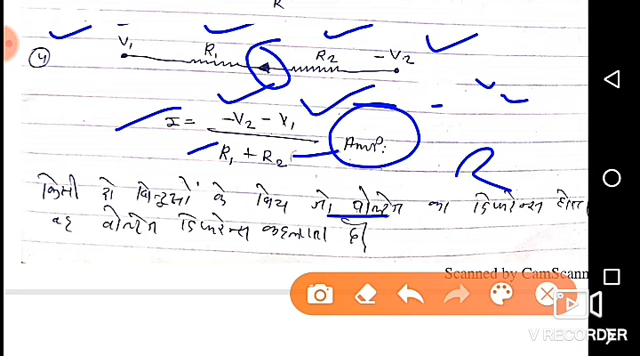 R
④ V₁ R₁ R₂ -V₂
I = (-V₂ - V₁) / (R₁ + R₂) Amp:
किसी दो बिन्दुओं के बिच जो वोल्टेज का डिफरेन्स होता
वह वोल्टेज डिफरेन्स कहलाता है|
Scanned by CamScann
V RECORDER